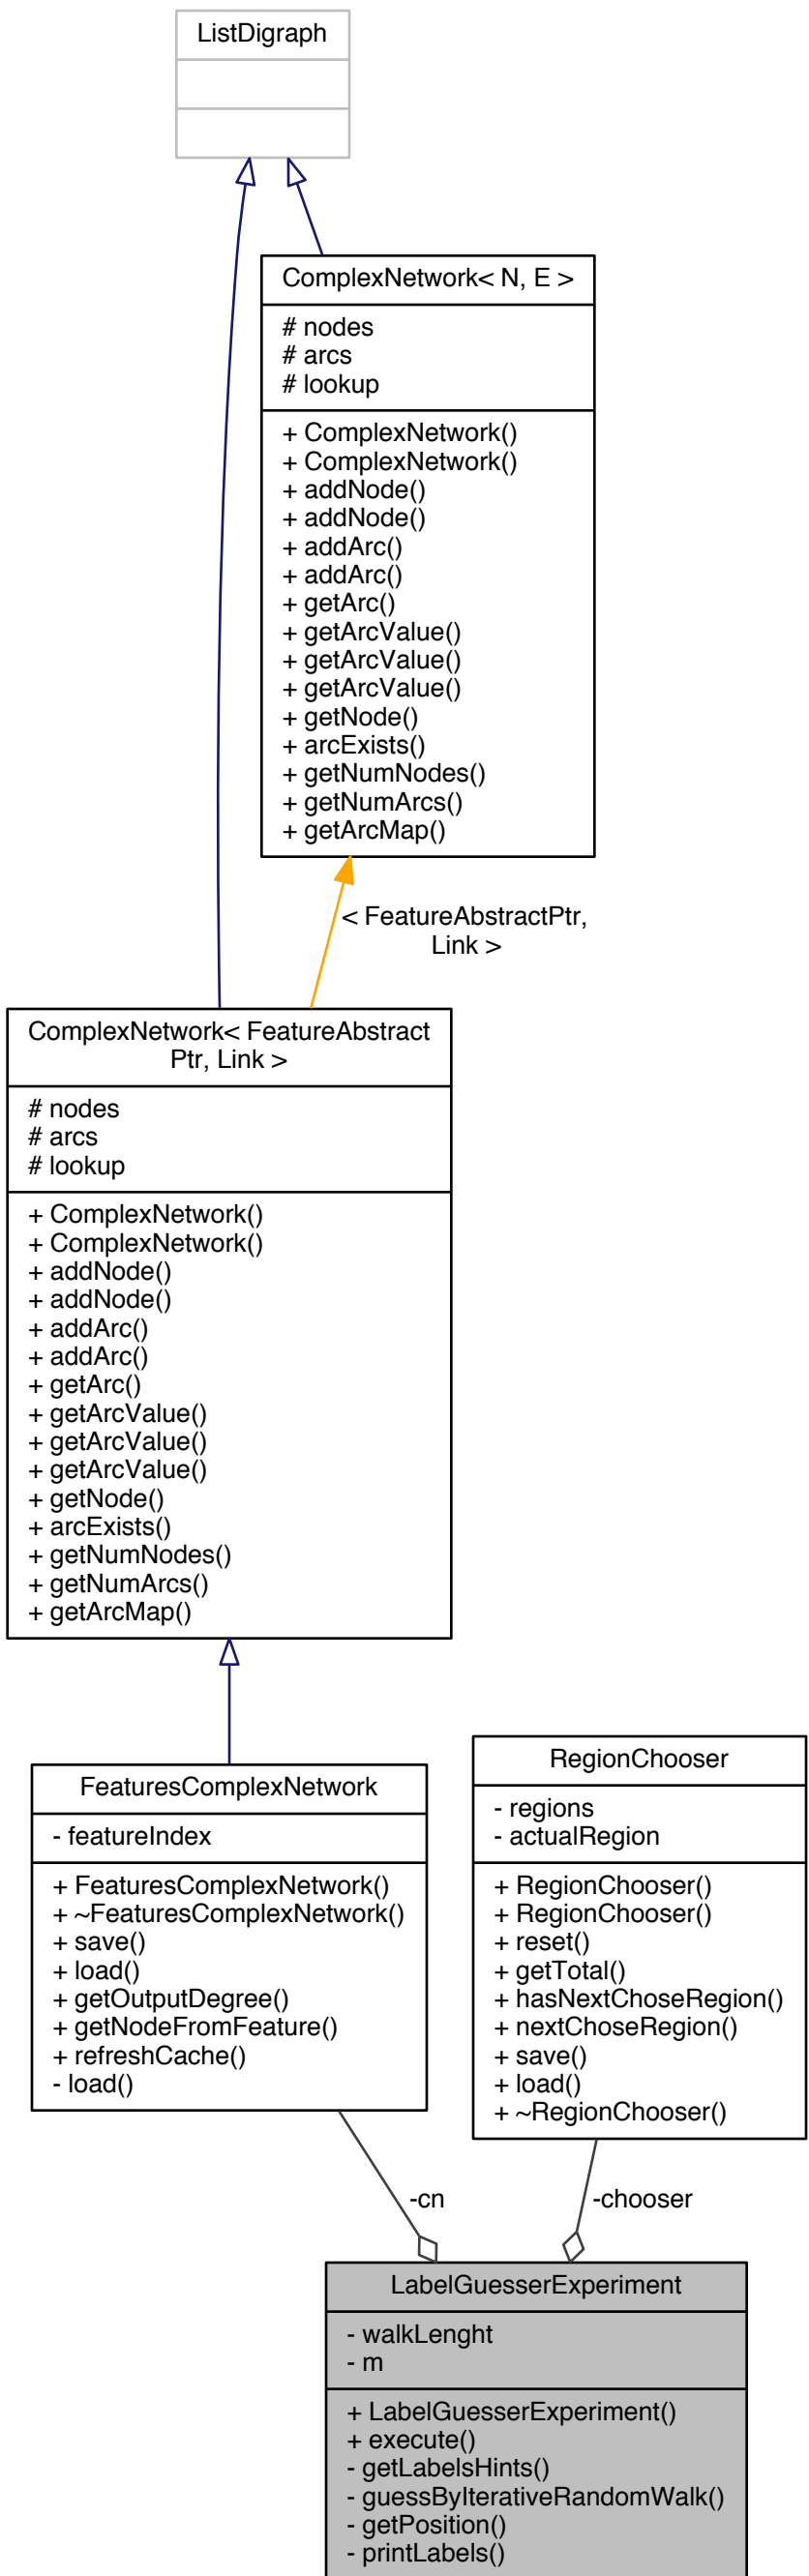 ListDigraph
ComplexNetwork< N, E >
# nodes
# arcs
# lookup
+ ComplexNetwork()
+ ComplexNetwork()
+ addNode()
+ addNode()
+ addArc()
+ addArc()
+ getArc()
+ getArcValue()
+ getArcValue()
+ getArcValue()
+ getNode()
+ arcExists()
+ getNumNodes()
+ getNumArcs()
+ getArcMap()
< FeatureAbstractPtr,
Link >
ComplexNetwork< FeatureAbstract
Ptr, Link >
# nodes
# arcs
# lookup
+ ComplexNetwork()
+ ComplexNetwork()
+ addNode()
+ addNode()
+ addArc()
+ addArc()
+ getArc()
+ getArcValue()
+ getArcValue()
+ getArcValue()
+ getNode()
+ arcExists()
+ getNumNodes()
+ getNumArcs()
+ getArcMap()
FeaturesComplexNetwork
- featureIndex
+ FeaturesComplexNetwork()
+ ~FeaturesComplexNetwork()
+ save()
+ load()
+ getOutputDegree()
+ getNodeFromFeature()
+ refreshCache()
- load()
RegionChooser
- regions
- actualRegion
+ RegionChooser()
+ RegionChooser()
+ reset()
+ getTotal()
+ hasNextChoseRegion()
+ nextChoseRegion()
+ save()
+ load()
+ ~RegionChooser()
-cn
-chooser
LabelGuesserExperiment
- walkLenght
- m
+ LabelGuesserExperiment()
+ execute()
- getLabelsHints()
- guessByIterativeRandomWalk()
- getPosition()
- printLabels()